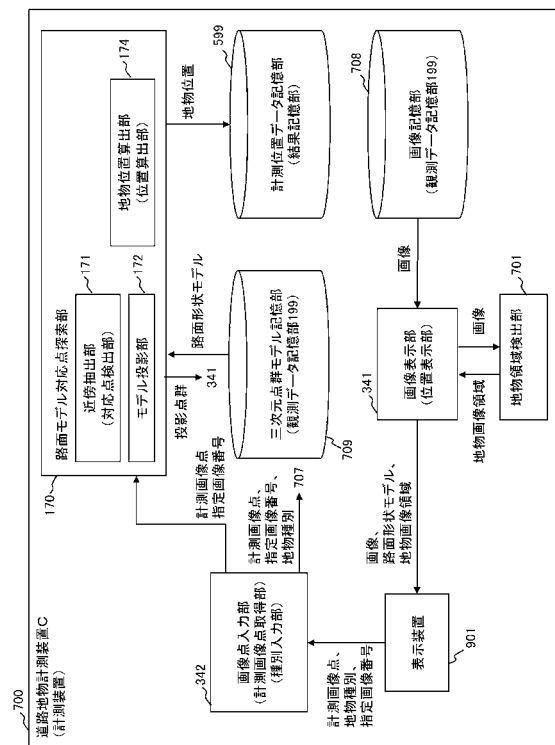 700
道路地物計測装置C
(計測装置)
170
路面モデル対応点探索部
171
近傍抽出部
(対応点検出部)
172
モデル投影部
174
地物位置算出部
(位置算出部)
計測画像点
指定画像番号
投影点群
341
路面形状モデル
地物位置
342
画像点入力部
(計測画像点取得部)
(種別入力部)
計測画像点、
指定画像番号、
地物種別
707
三次元点群モデル記憶部
(観測データ記憶部199)
709
計測位置データ記憶部
(結果記憶部)
599
計測画像点、
地物種別、
指定画像番号
画像、
路面形状モデル、
地物画像領域
表示装置
901
341
画像表示部
(位置表示部)
画像
画像記憶部
(観測データ記憶部199)
708
地物画像領域
画像
地物領域検出部
701